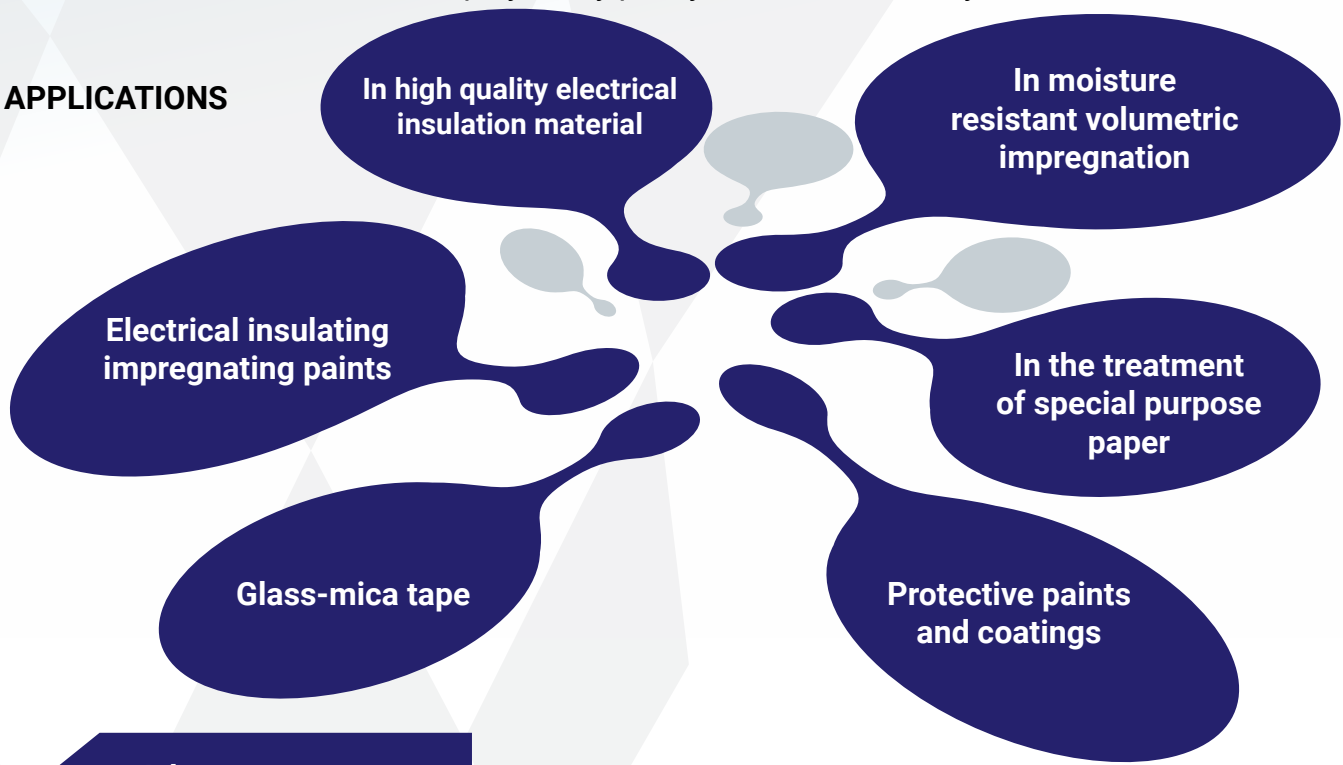 APPLICATIONS
In high quality electrical
insulation material
In moisture
resistant volumetric
impregnation
Electrical insulating
impregnating paints
In the treatment
of special purpose
paper
Glass-mica tape
Protective paints
and coatings